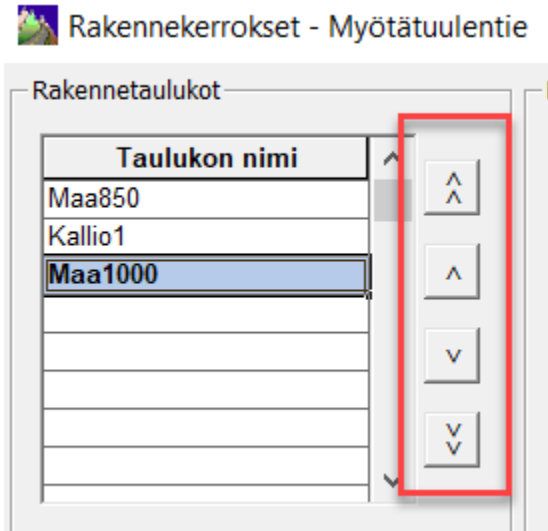 Rakennekerrokset - Myötätuulentie
Rakennetaulukot
Taulukon nimi
Maa850
Kallio1
Maa1000